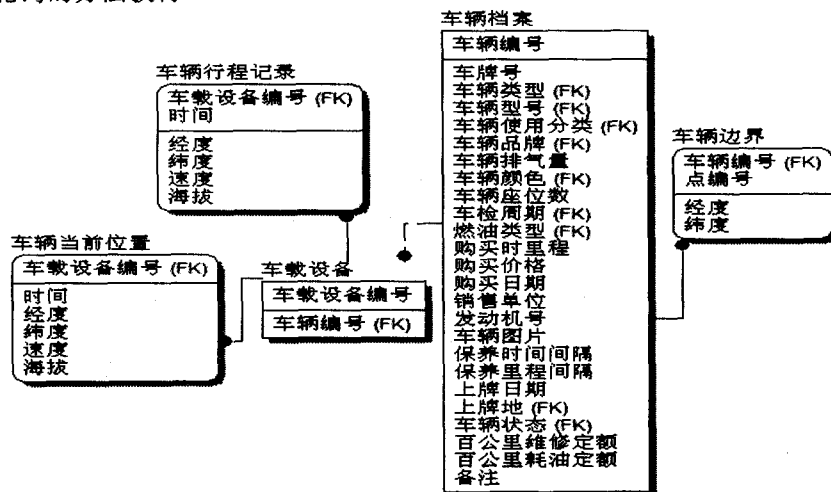 车辆行程记录
车载设备编号 (FK)
时间
经度
纬度
速度
海拔
车辆当前位置
车载设备编号 (FK)
时间
经度
纬度
速度
海拔
车载设备
车载设备编号
车辆编号 (FK)
车辆档案
车辆编号
车牌号
车辆类型 (FK)
车辆型号 (FK)
车辆使用分类 (FK)
车辆品牌 (FK)
车辆排气量
车辆颜色 (FK)
车辆座位数
车检周期 (FK)
燃油类型 (FK)
购买时里程
购买价格
购买日期
销售单位
发动机号
车辆图片
保养时间间隔
保养里程间隔
上牌日期
上牌地 (FK)
车辆状态 (FK)
百公里维修定额
百公里耗油定额
备注
车辆边界
车辆编号 (FK)
点编号
经度
纬度